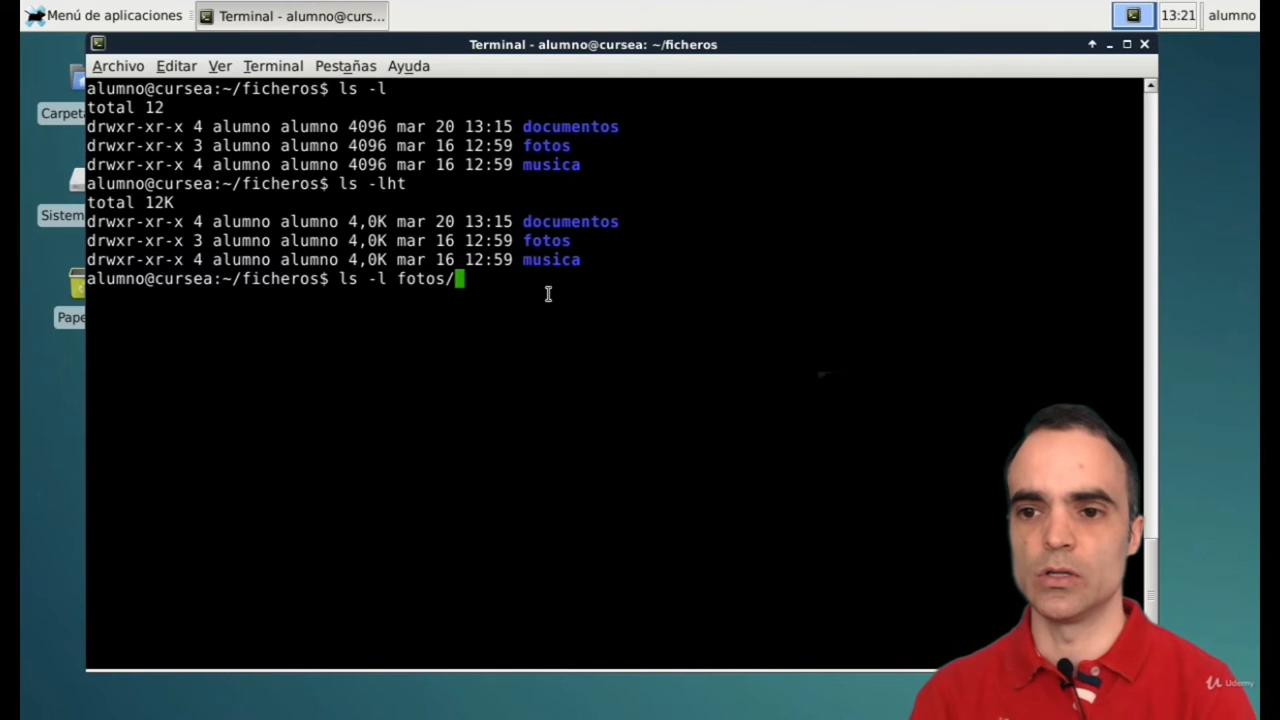 Menú de aplicaciones
Terminal - alumno@curs...
13:21
alumno
Terminal - alumno@cursea: ~/ficheros
Archivo Editar Ver Terminal Pestañas Ayuda
Carpeta
Sistem
Pape
alumno@cursea:~/ficheros$ ls -l
total 12
drwxr-xr-x 4 alumno alumno 4096 mar 20 13:15 documentos
drwxr-xr-x 3 alumno alumno 4096 mar 16 12:59 fotos
drwxr-xr-x 4 alumno alumno 4096 mar 16 12:59 musica
alumno@cursea:~/ficheros$ ls -lht
total 12K
drwxr-xr-x 4 alumno alumno 4,0K mar 20 13:15 documentos
drwxr-xr-x 3 alumno alumno 4,0K mar 16 12:59 fotos
drwxr-xr-x 4 alumno alumno 4,0K mar 16 12:59 musica
alumno@cursea:~/ficheros$ ls -l fotos/
Udemy